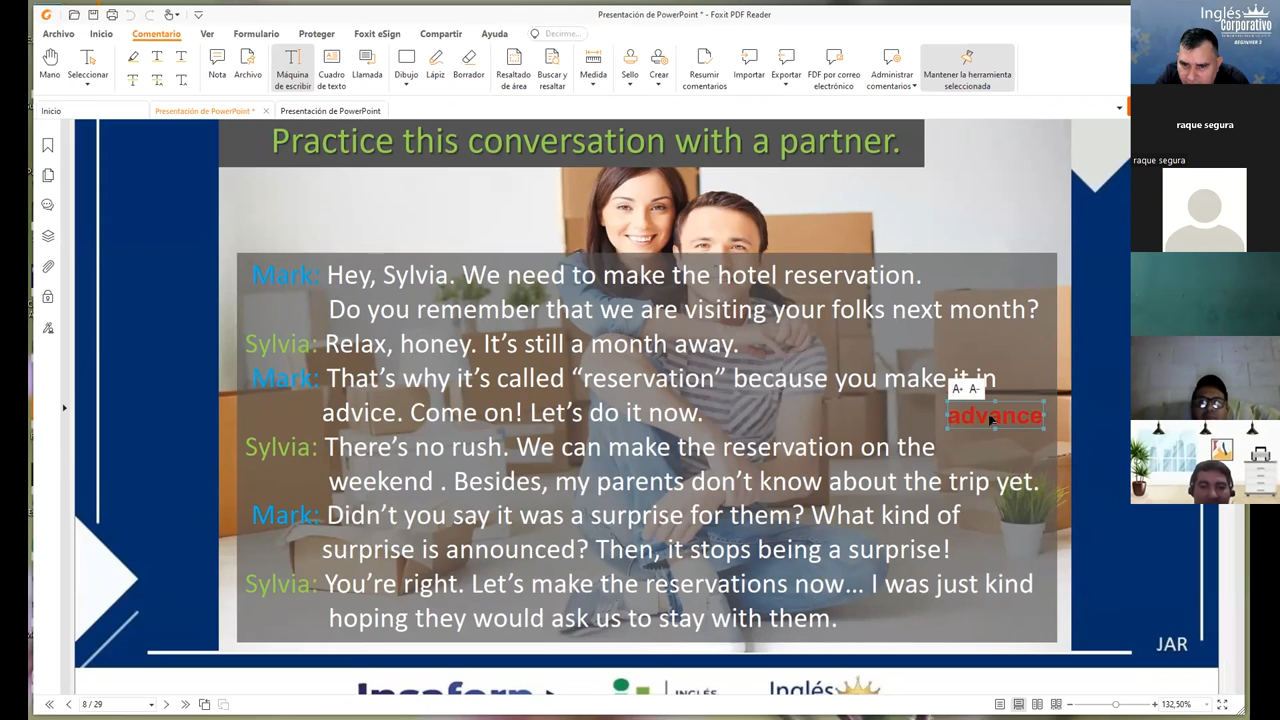 Presentación de PowerPoint * - Foxit PDF Reader
Archivo Inicio Comentario Ver Formulario Proteger Foxit eSign Compartir Ayuda Decirme...
Mano
Seleccionar
Nota
Archivo
Máquina
de escribir
Cuadro
de texto
Llamada
Dibujo
Lápiz
Borrador
Resaltado
de área
Buscar y
resaltar
Medida
Sello
Crear
Resumir
comentarios
Importar
Exportar
PDF por correo
electrónico
Administrar
comentarios
Mantener la herramienta
seleccionada
Inicio
Presentación de PowerPoint *
Presentación de PowerPoint
Practice this conversation with a partner.
Mark: Hey, Sylvia. We need to make the hotel reservation.
Do you remember that we are visiting your folks next month?
Sylvia: Relax, honey. It’s still a month away.
Mark: That’s why it’s called “reservation” because you make it in
A+ A-
advice. Come on! Let’s do it now.
advance
Sylvia: There’s no rush. We can make the reservation on the
weekend . Besides, my parents don’t know about the trip yet.
Mark: Didn’t you say it was a surprise for them? What kind of
surprise is announced? Then, it stops being a surprise!
Sylvia: You’re right. Let’s make the reservations now… I was just kind
hoping they would ask us to stay with them.
JAR
INGLÉS
Inglés
8 / 29
132,50%
Inglés
Corporativo
BEGINNER 2
raque segura
raque segura